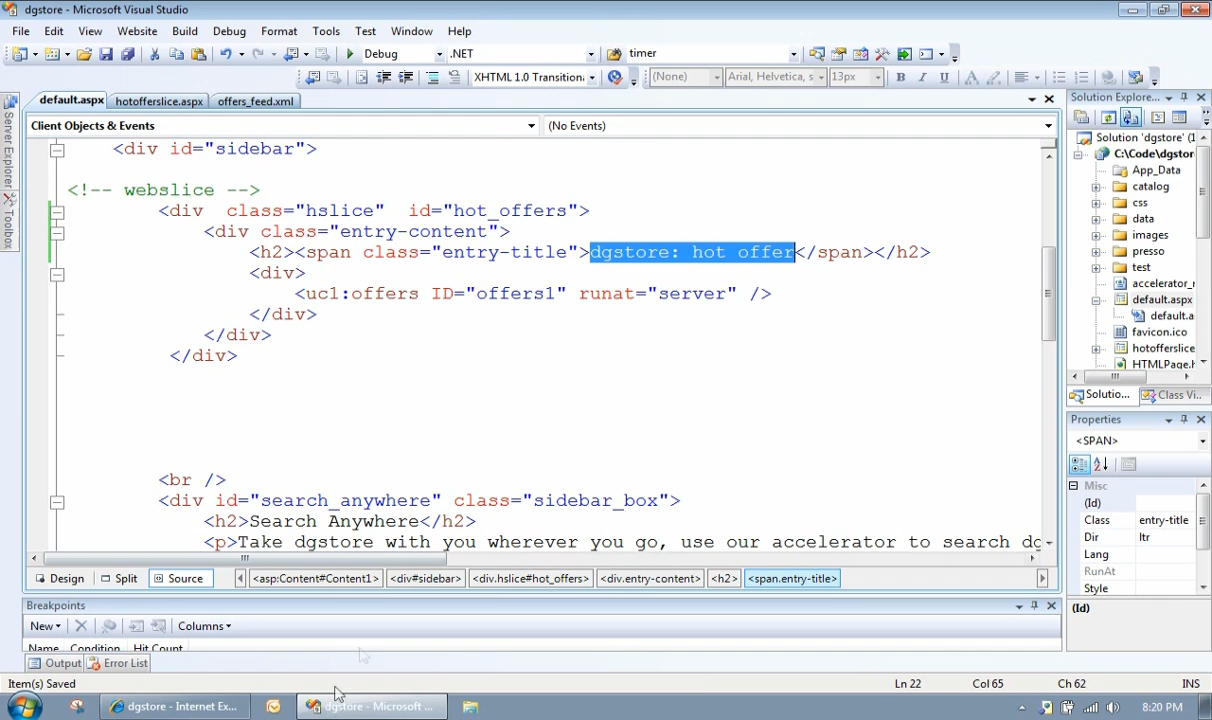 dgstore - Microsoft Visual Studio
File Edit View Website Build Debug Format Tools Test Window Help
Debug .NET timer
XHTML 1.0 Transition (None) Arial, Helvetica, s 13px B I U
default.aspx hotofferslice.aspx offers_feed.xml
Client Objects & Events (No Events)
<div id="sidebar">
<!-- webslice -->
<div class="hslice" id="hot_offers">
<div class="entry-content">
<h2><span class="entry-title">dgstore: hot offer</span></h2>
<div>
<uc1:offers ID="offers1" runat="server" />
</div>
</div>
</div>
<br />
<div id="search_anywhere" class="sidebar_box">
<h2>Search Anywhere</h2>
<p>Take dgstore with you wherever you go, use our accelerator to search dg
Design Split Source <asp:Content#Content1> <div#sidebar> <div.hslice#hot_offers> <div.entry-content> <h2> <span.entry-title>
Breakpoints
New Columns
Name Condition Hit Count
Output Error List
Item(s) Saved Ln 22 Col 65 Ch 62 INS
Server Explorer
Toolbox
Solution Explore...
Solution 'dgstore' (
C:\Code\dgstor
App_Data
catalog
css
data
images
presso
test
accelerator_r
default.aspx
default.a
favicon.ico
hotofferslice
HTMLPage.h
Solutio... Class Vi...
Properties
<SPAN>
Misc
(Id)
Class entry-title
Dir ltr
Lang
RunAt
Style
(Id)
dgstore - Internet Ex... dgstore - Microsoft ... 8:20 PM